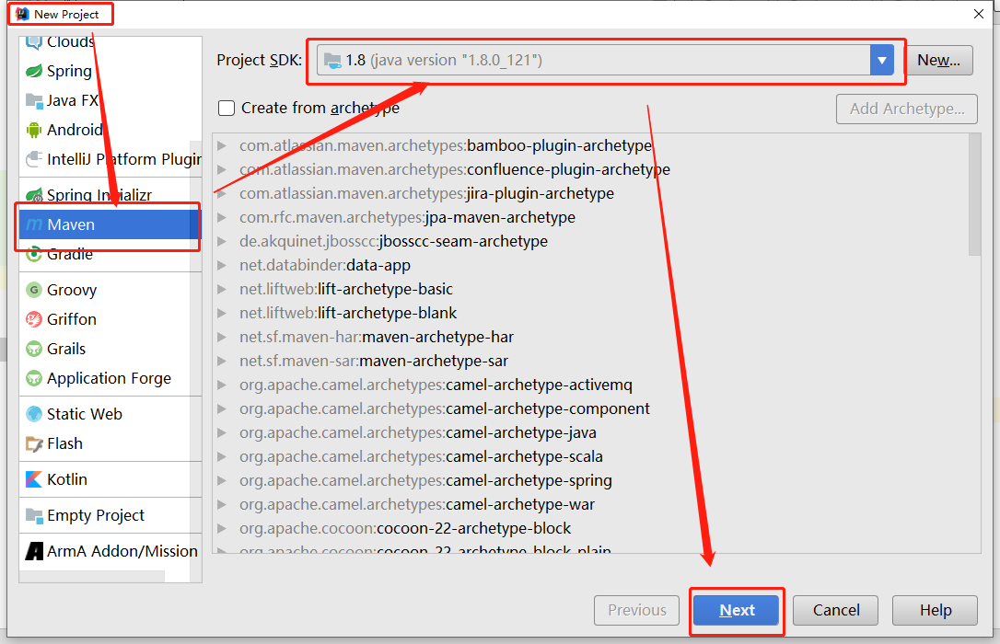 New Project
Clouds
Spring
Java FX
Android
IntelliJ Platform Plugin
Spring Initializr
Maven
Gradle
Groovy
Griffon
Grails
Application Forge
Static Web
Flash
Kotlin
Empty Project
ArmA Addon/Mission
Project SDK: 1.8 (java version "1.8.0_121") New...
Create from archetype Add Archetype...
com.atlassian.maven.archetypes:bamboo-plugin-archetype
com.atlassian.maven.archetypes:confluence-plugin-archetype
com.atlassian.maven.archetypes:jira-plugin-archetype
com.rfc.maven.archetypes:jpa-maven-archetype
de.akquinet.jbosscc:jbosscc-seam-archetype
net.databinder:data-app
net.liftweb:lift-archetype-basic
net.liftweb:lift-archetype-blank
net.sf.maven-har:maven-archetype-har
net.sf.maven-sar:maven-archetype-sar
org.apache.camel.archetypes:camel-archetype-activemq
org.apache.camel.archetypes:camel-archetype-component
org.apache.camel.archetypes:camel-archetype-java
org.apache.camel.archetypes:camel-archetype-scala
org.apache.camel.archetypes:camel-archetype-spring
org.apache.camel.archetypes:camel-archetype-war
org.apache.cocoon:cocoon-22-archetype-block
org.apache.cocoon:cocoon-22-archetype-block-plain
Previous Next Cancel Help